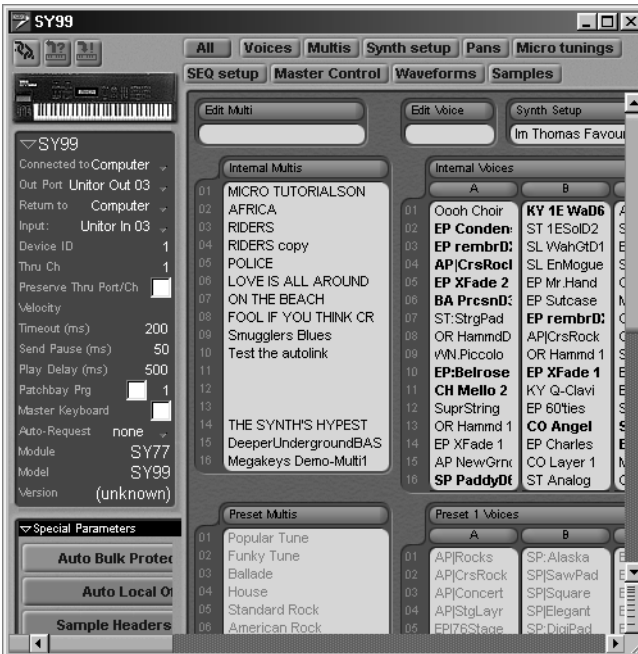 SY99
All Voices Multis Synth setup Pans Micro tunings
SEQ setup Master Control Waveforms Samples
SY99
Connected to Computer
Out Port Unitor Out 03
Return to Computer
Input: Unitor In 03
Device ID 1
Thru Ch 1
Preserve Thru Port/Ch
Velocity
Timeout (ms) 200
Send Pause (ms) 50
Play Delay (ms) 500
Patchbay Prg 1
Master Keyboard
Auto-Request none
Module SY77
Model SY99
Version (unknown)
Special Parameters
Auto Bulk Protec
Auto Local Of
Sample Headers
Edit Multi
Edit Voice
Synth Setup
Im Thomas Favour
Internal Multis
01 MICRO TUTORIALSON
02 AFRICA
03 RIDERS
04 RIDERS copy
05 POLICE
06 LOVE IS ALL AROUND
07 ON THE BEACH
08 FOOL IF YOU THINK CR
09 Smugglers Blues
10 Test the autolink
11
12
13
14 THE SYNTH'S HYPEST
15 DeeperUndergroundBAS
16 Megakeys Demo-Multi1
Internal Voices
A B
01 Oooh Choir KY 1E WaD6
02 EP Conden: ST 1ESolD2
03 EP rembrD: SL WahGtD1
04 AP|CrsRocl SL EnMogue
05 EP XFade 2 EP Mr.Hand
06 BA PrcsnD: EP Sutcase
07 ST:StrgPad EP rembrD:
08 OR HammdD AP|CrsRock
09 WN.Piccolo OR Hammd 1
10 EP:Belrose EP XFade 1
11 CH Mello 2 KY Q-Clavi
12 SuprString EP 60'ties
13 OR Hammd 1 CO Angel
14 EP XFade 1 EP Charles
15 AP NewGrnd CO Layer 1
16 SP PaddyD6 ST Analog
Preset Multis
01 Popular Tune
02 Funky Tune
03 Ballade
04 House
05 Standard Rock
06 American Rock
Preset 1 Voices
A B
01 AP|Rocks SP:Alaska
02 AP|CrsRock SP|SawPad
03 AP|Concert SP|Square
04 AP|StgLayr SP|Elegant
05 EP|76Stage SP:DigiPad